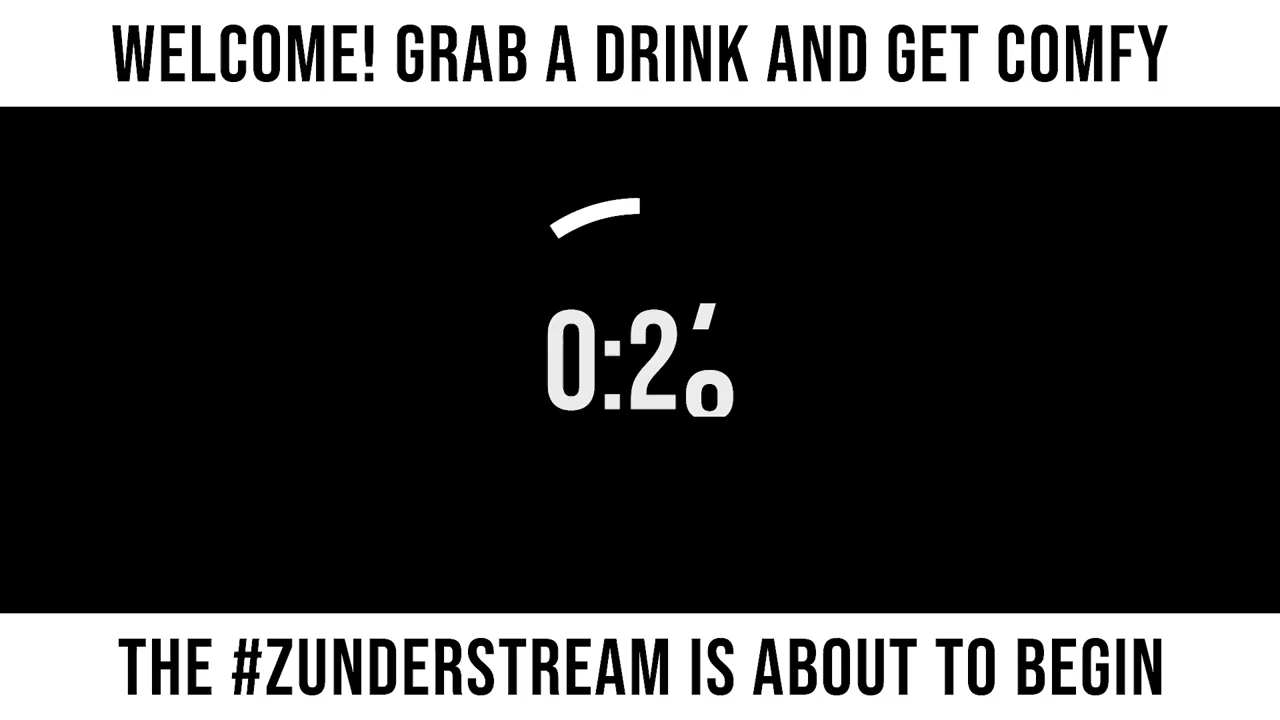 WELCOME! GRAB A DRINK AND GET COMFY
0:2
THE #ZUNDERSTREAM IS ABOUT TO BEGIN